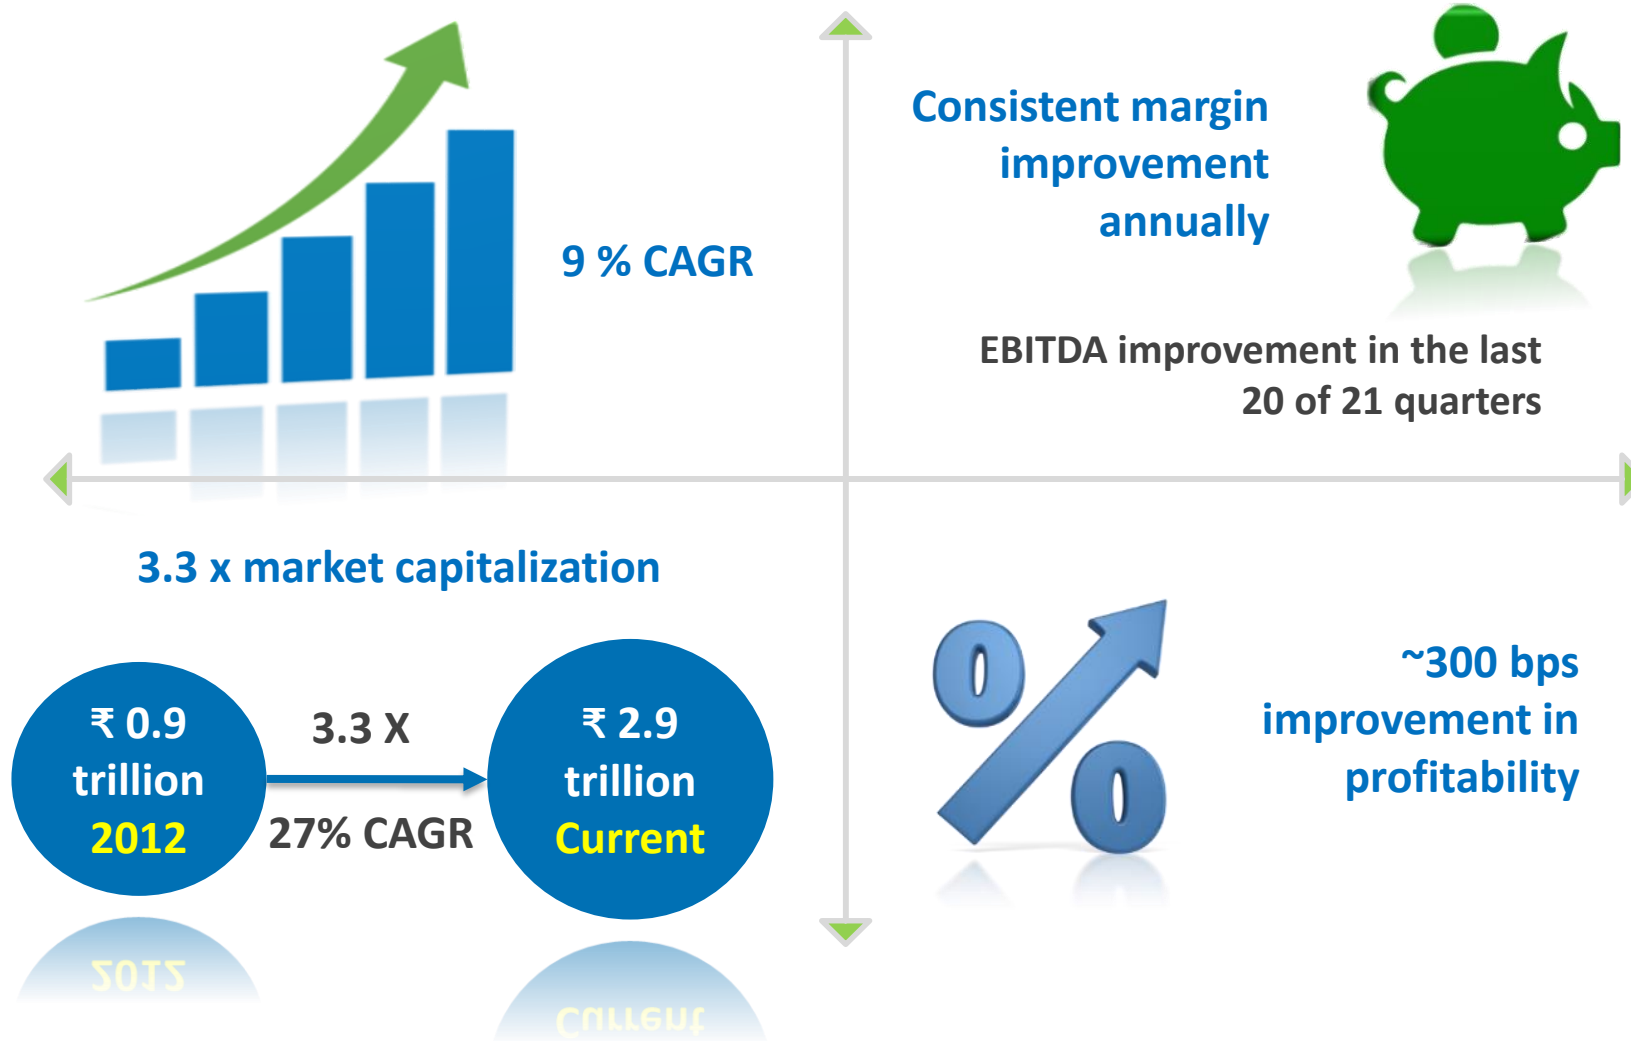 9 % CAGR
Consistent margin
improvement
annually
EBITDA improvement in the last
20 of 21 quarters
3.3 x market capitalization
₹ 0.9
trillion
2012
3.3 X
27% CAGR
₹ 2.9
trillion
Current
~300 bps
improvement in
profitability